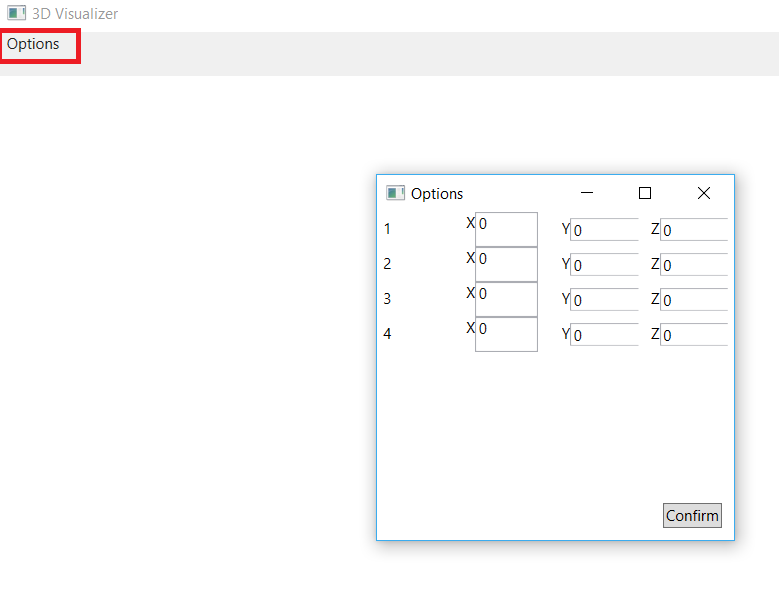 3D Visualizer
Options
Options
1 X 0 Y 0 Z 0
2 X 0 Y 0 Z 0
3 X 0 Y 0 Z 0
4 X 0 Y 0 Z 0
Confirm